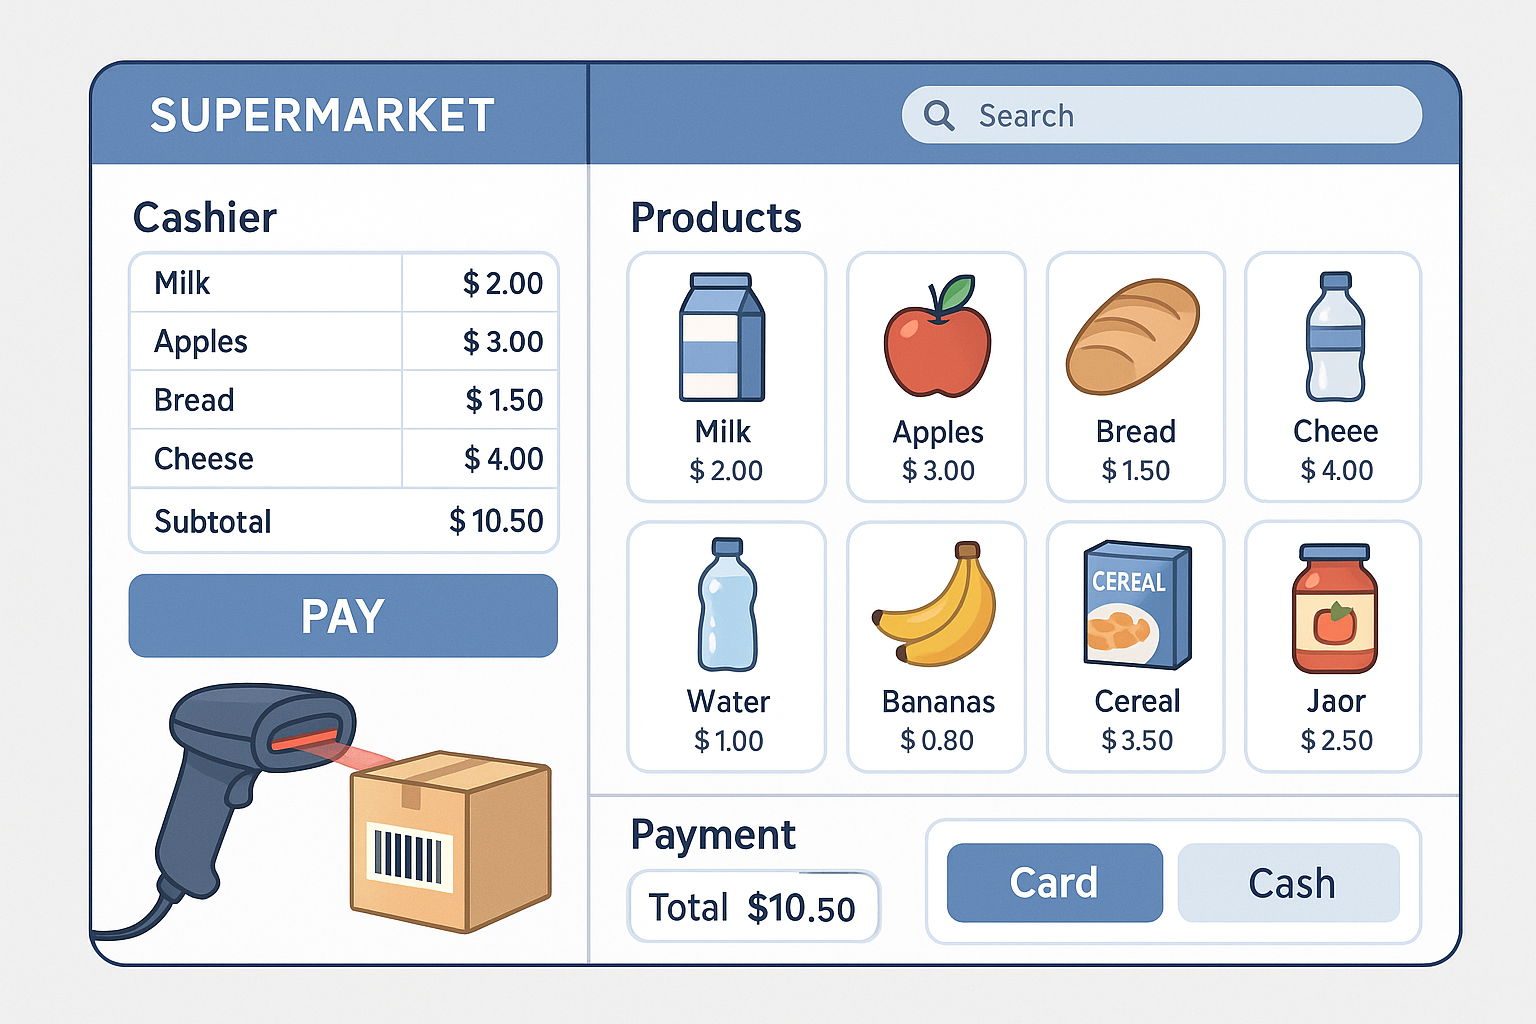 SUPERMARKET
Search
Cashier
Milk $ 2.00
Apples $ 3.00
Bread $ 1.50
Cheese $ 4.00
Subtotal $ 10.50
PAY
Products
Milk
$ 2.00
Apples
$ 3.00
Bread
$ 1.50
Cheee
$ 4.00
Water
$ 1.00
Bananas
$ 0.80
CEREAL
Cereal
$ 3.50
Jaor
$ 2.50
Payment
Total $10.50
Card
Cash